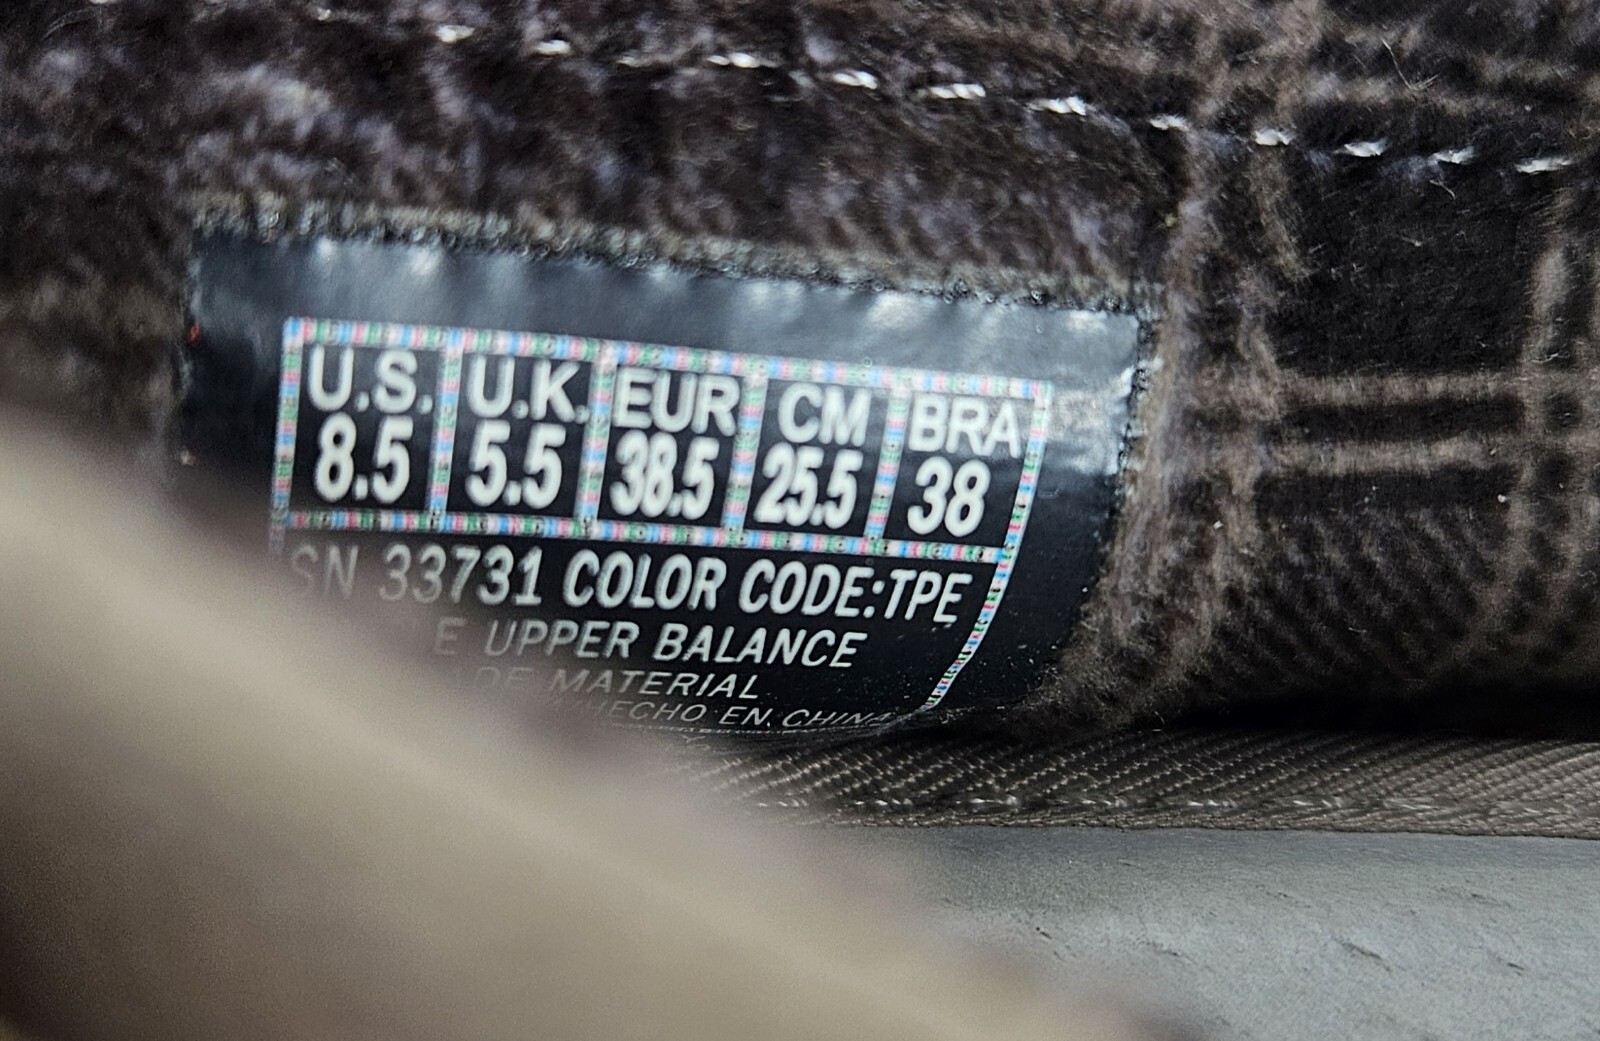 U.S. U.K. EUR CM BRA
8.5 5.5 38.5 25.5 38
SN 33731 COLOR CODE:TPE
UPPER BALANCE
MATERIAL
HECHO EN CHINA